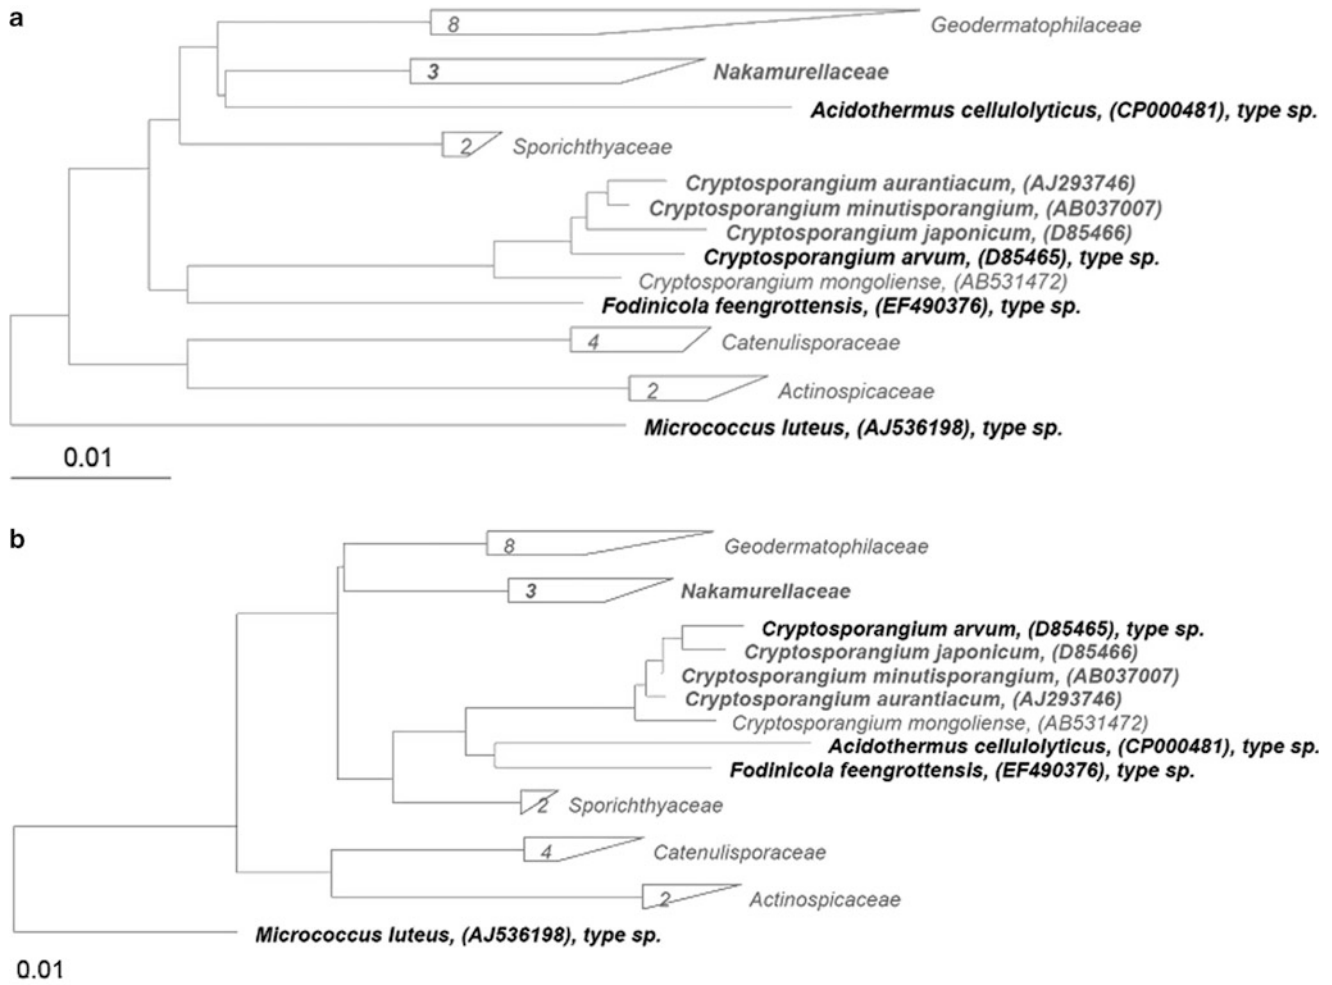 a
8 Geodermatophilaceae
3 Nakamurellaceae
Acidothermus cellulolyticus, (CP000481), type sp.
2 Sporichthyaceae
Cryptosporangium aurantiacum, (AJ293746)
Cryptosporangium minutisporangium, (AB037007)
Cryptosporangium japonicum, (D85466)
Cryptosporangium arvum, (D85465), type sp.
Cryptosporangium mongoliense, (AB531472)
Fodinicola feengrottensis, (EF490376), type sp.
4 Catenulisporaceae
2 Actinospicaceae
Micrococcus luteus, (AJ536198), type sp.
0.01
b
8 Geodermatophilaceae
3 Nakamurellaceae
Cryptosporangium arvum, (D85465), type sp.
Cryptosporangium japonicum, (D85466)
Cryptosporangium minutisporangium, (AB037007)
Cryptosporangium aurantiacum, (AJ293746)
Cryptosporangium mongoliense, (AB531472)
Acidothermus cellulolyticus, (CP000481), type sp.
Fodinicola feengrottensis, (EF490376), type sp.
2 Sporichthyaceae
4 Catenulisporaceae
2 Actinospicaceae
Micrococcus luteus, (AJ536198), type sp.
0.01